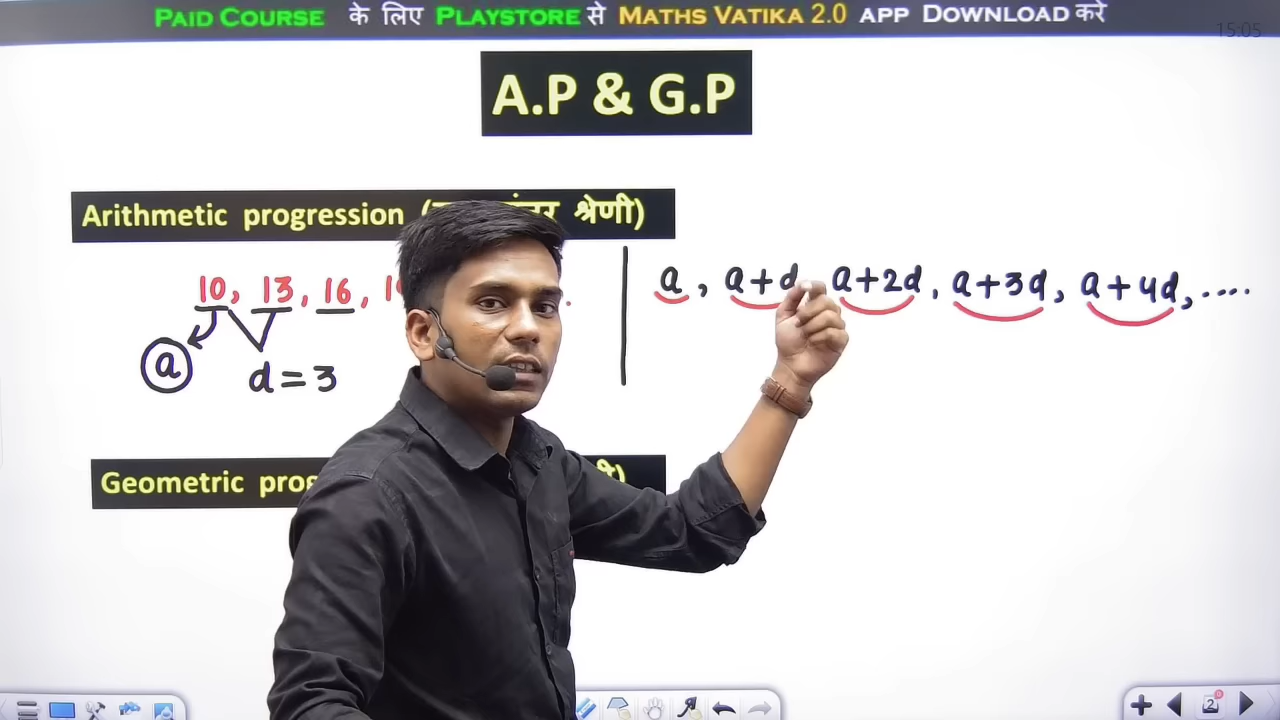 PAID COURSE के लिए PLAYSTORE से MATHS VATIKA 2.0 APP DOWNLOAD करे
15:05
A.P & G.P
Arithmetic progression ( श्रेणी)
10, 13, 16,
a
d = 3
a, a+d, a+2d, a+3d, a+4d, ....
Geometric
2